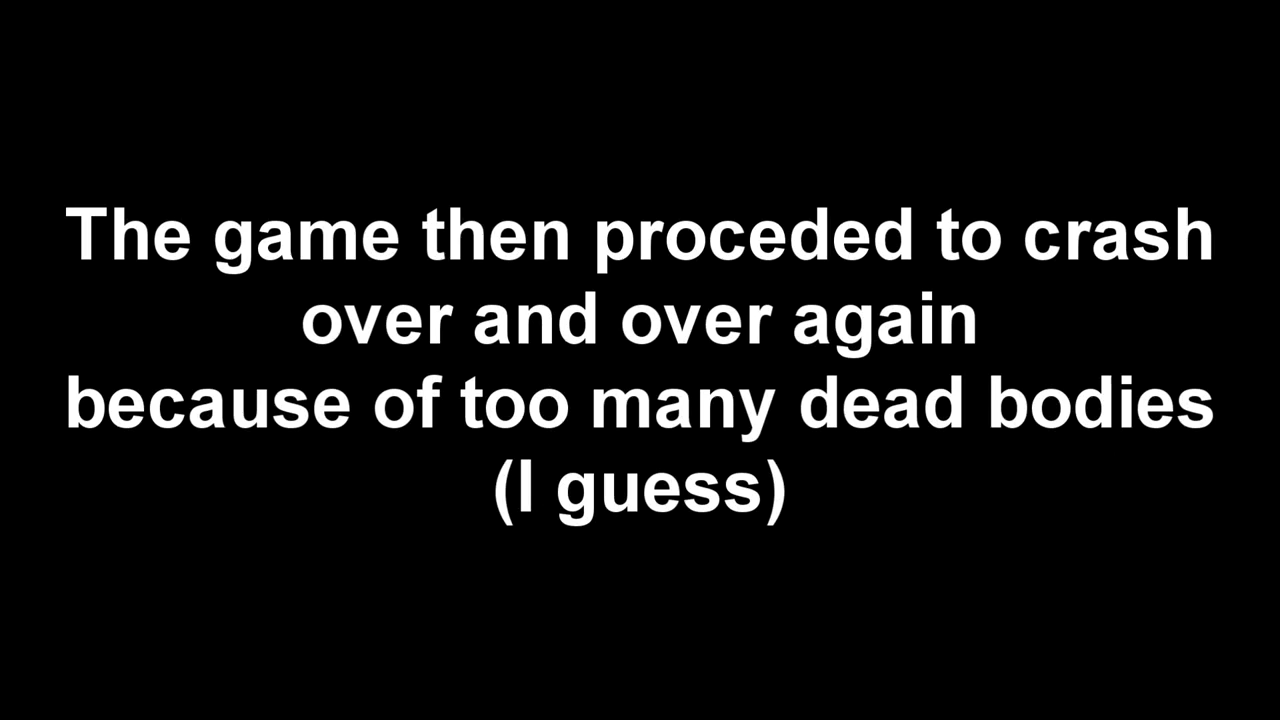 The game then proceded to crash
over and over again
because of too many dead bodies
(I guess)